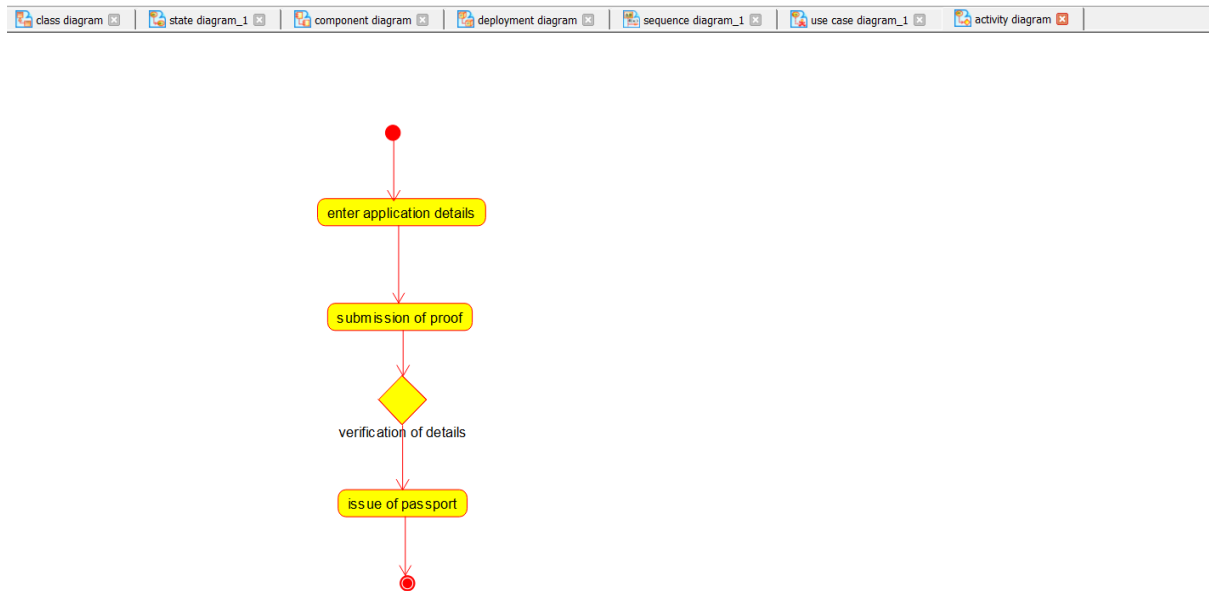 class diagram state diagram_1 component diagram deployment diagram sequence diagram_1 use case diagram_1 activity diagram
enter application details
submission of proof
verification of details
issue of passport